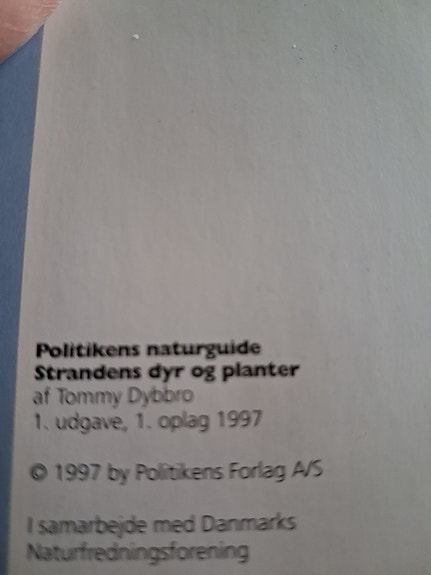 Politikens naturguide
Strandens dyr og planter
af Tommy Dybbro
1. udgave, 1. oplag 1997
© 1997 by Politikens Forlag A/S
I samarbejde med Danmarks
Naturfredningsforening